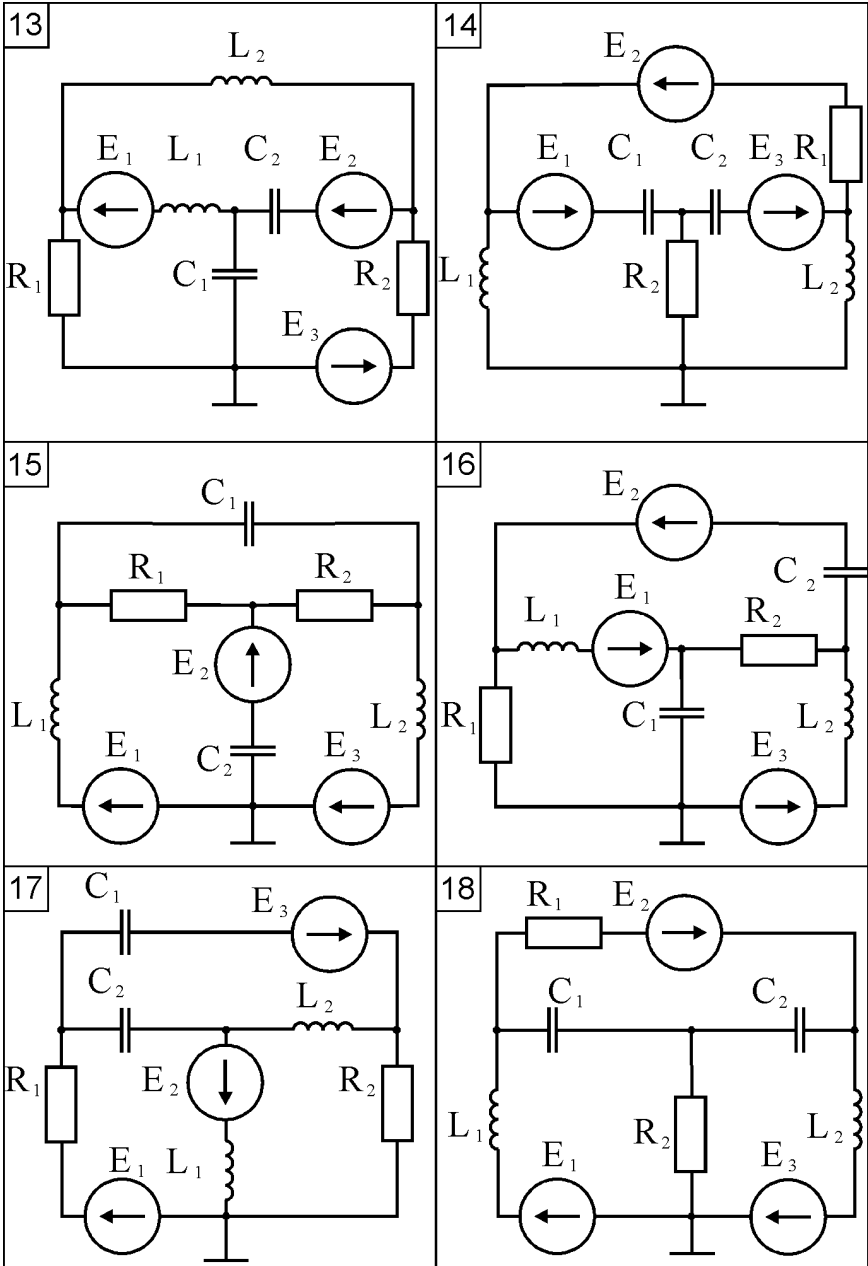 13
L₂
E₁ L₁ C₂ E₂
R₁ C₁ R₂
E₃
14
E₂
E₁ C₁ C₂ E₃ R₁
L₁ R₂ L₂
15
C₁
R₁ R₂
E₂
L₁ L₂
E₁ C₂ E₃
16
E₂
C₂
L₁ E₁ R₂
R₁ C₁ L₂
E₃
17
C₁ E₃
C₂ L₂
R₁ E₂ R₂
E₁ L₁
18
R₁ E₂
C₁ C₂
L₁ R₂ L₂
E₁ E₃